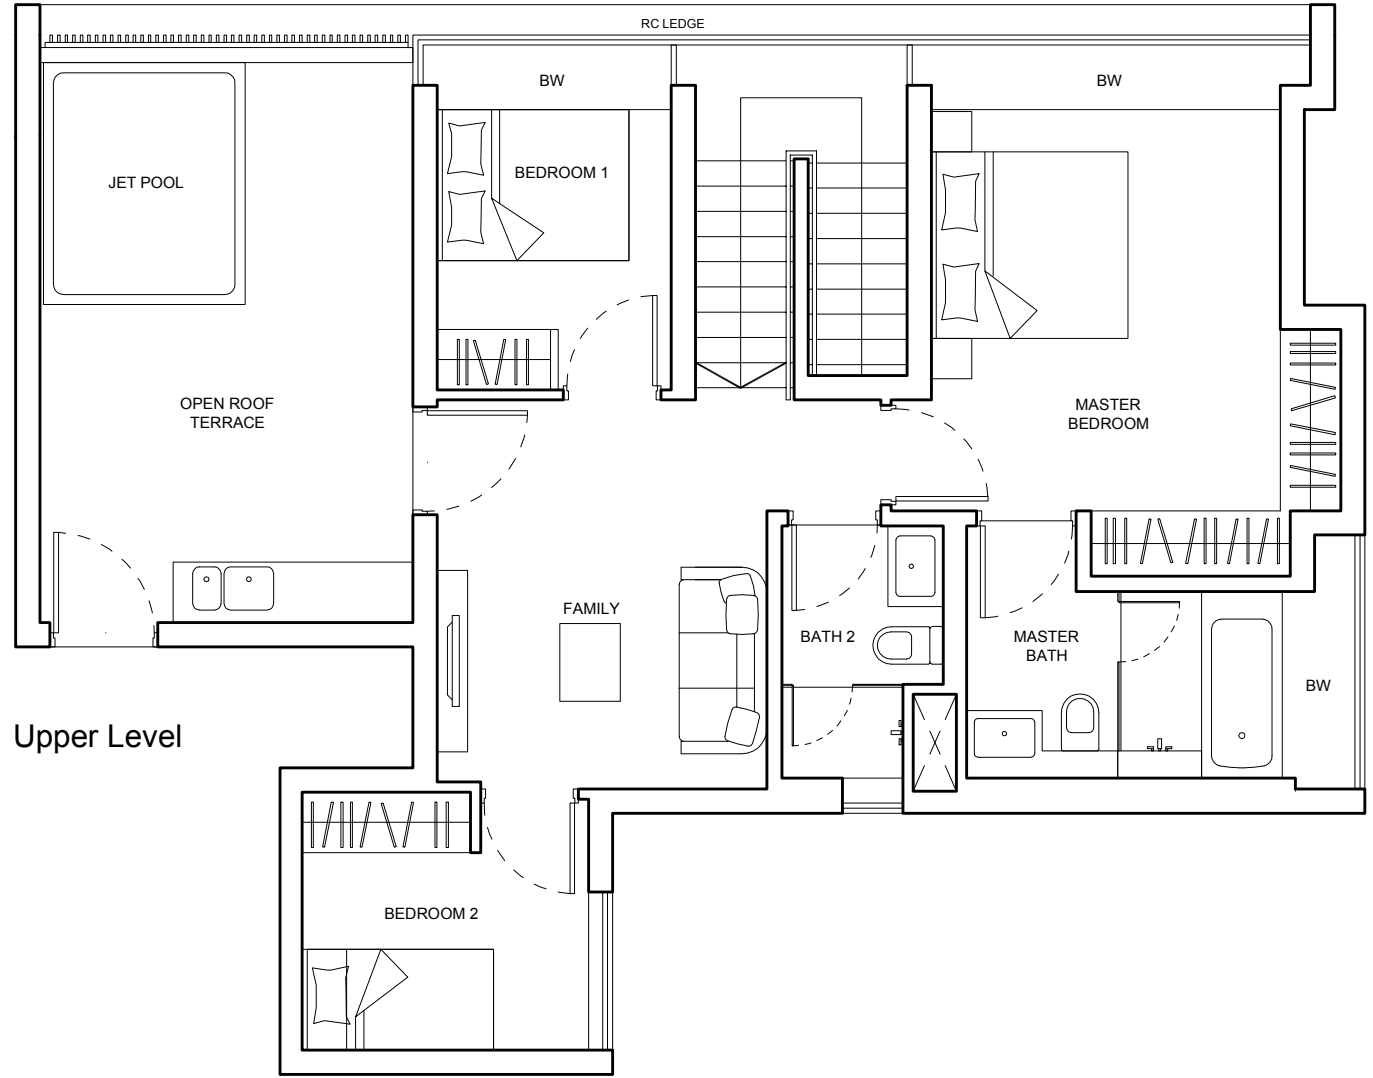 RC LEDGE
BW
BW
JET POOL
BEDROOM 1
OPEN ROOF
TERRACE
MASTER
BEDROOM
FAMILY
BATH 2
MASTER
BATH
BW
Upper Level
BEDROOM 2